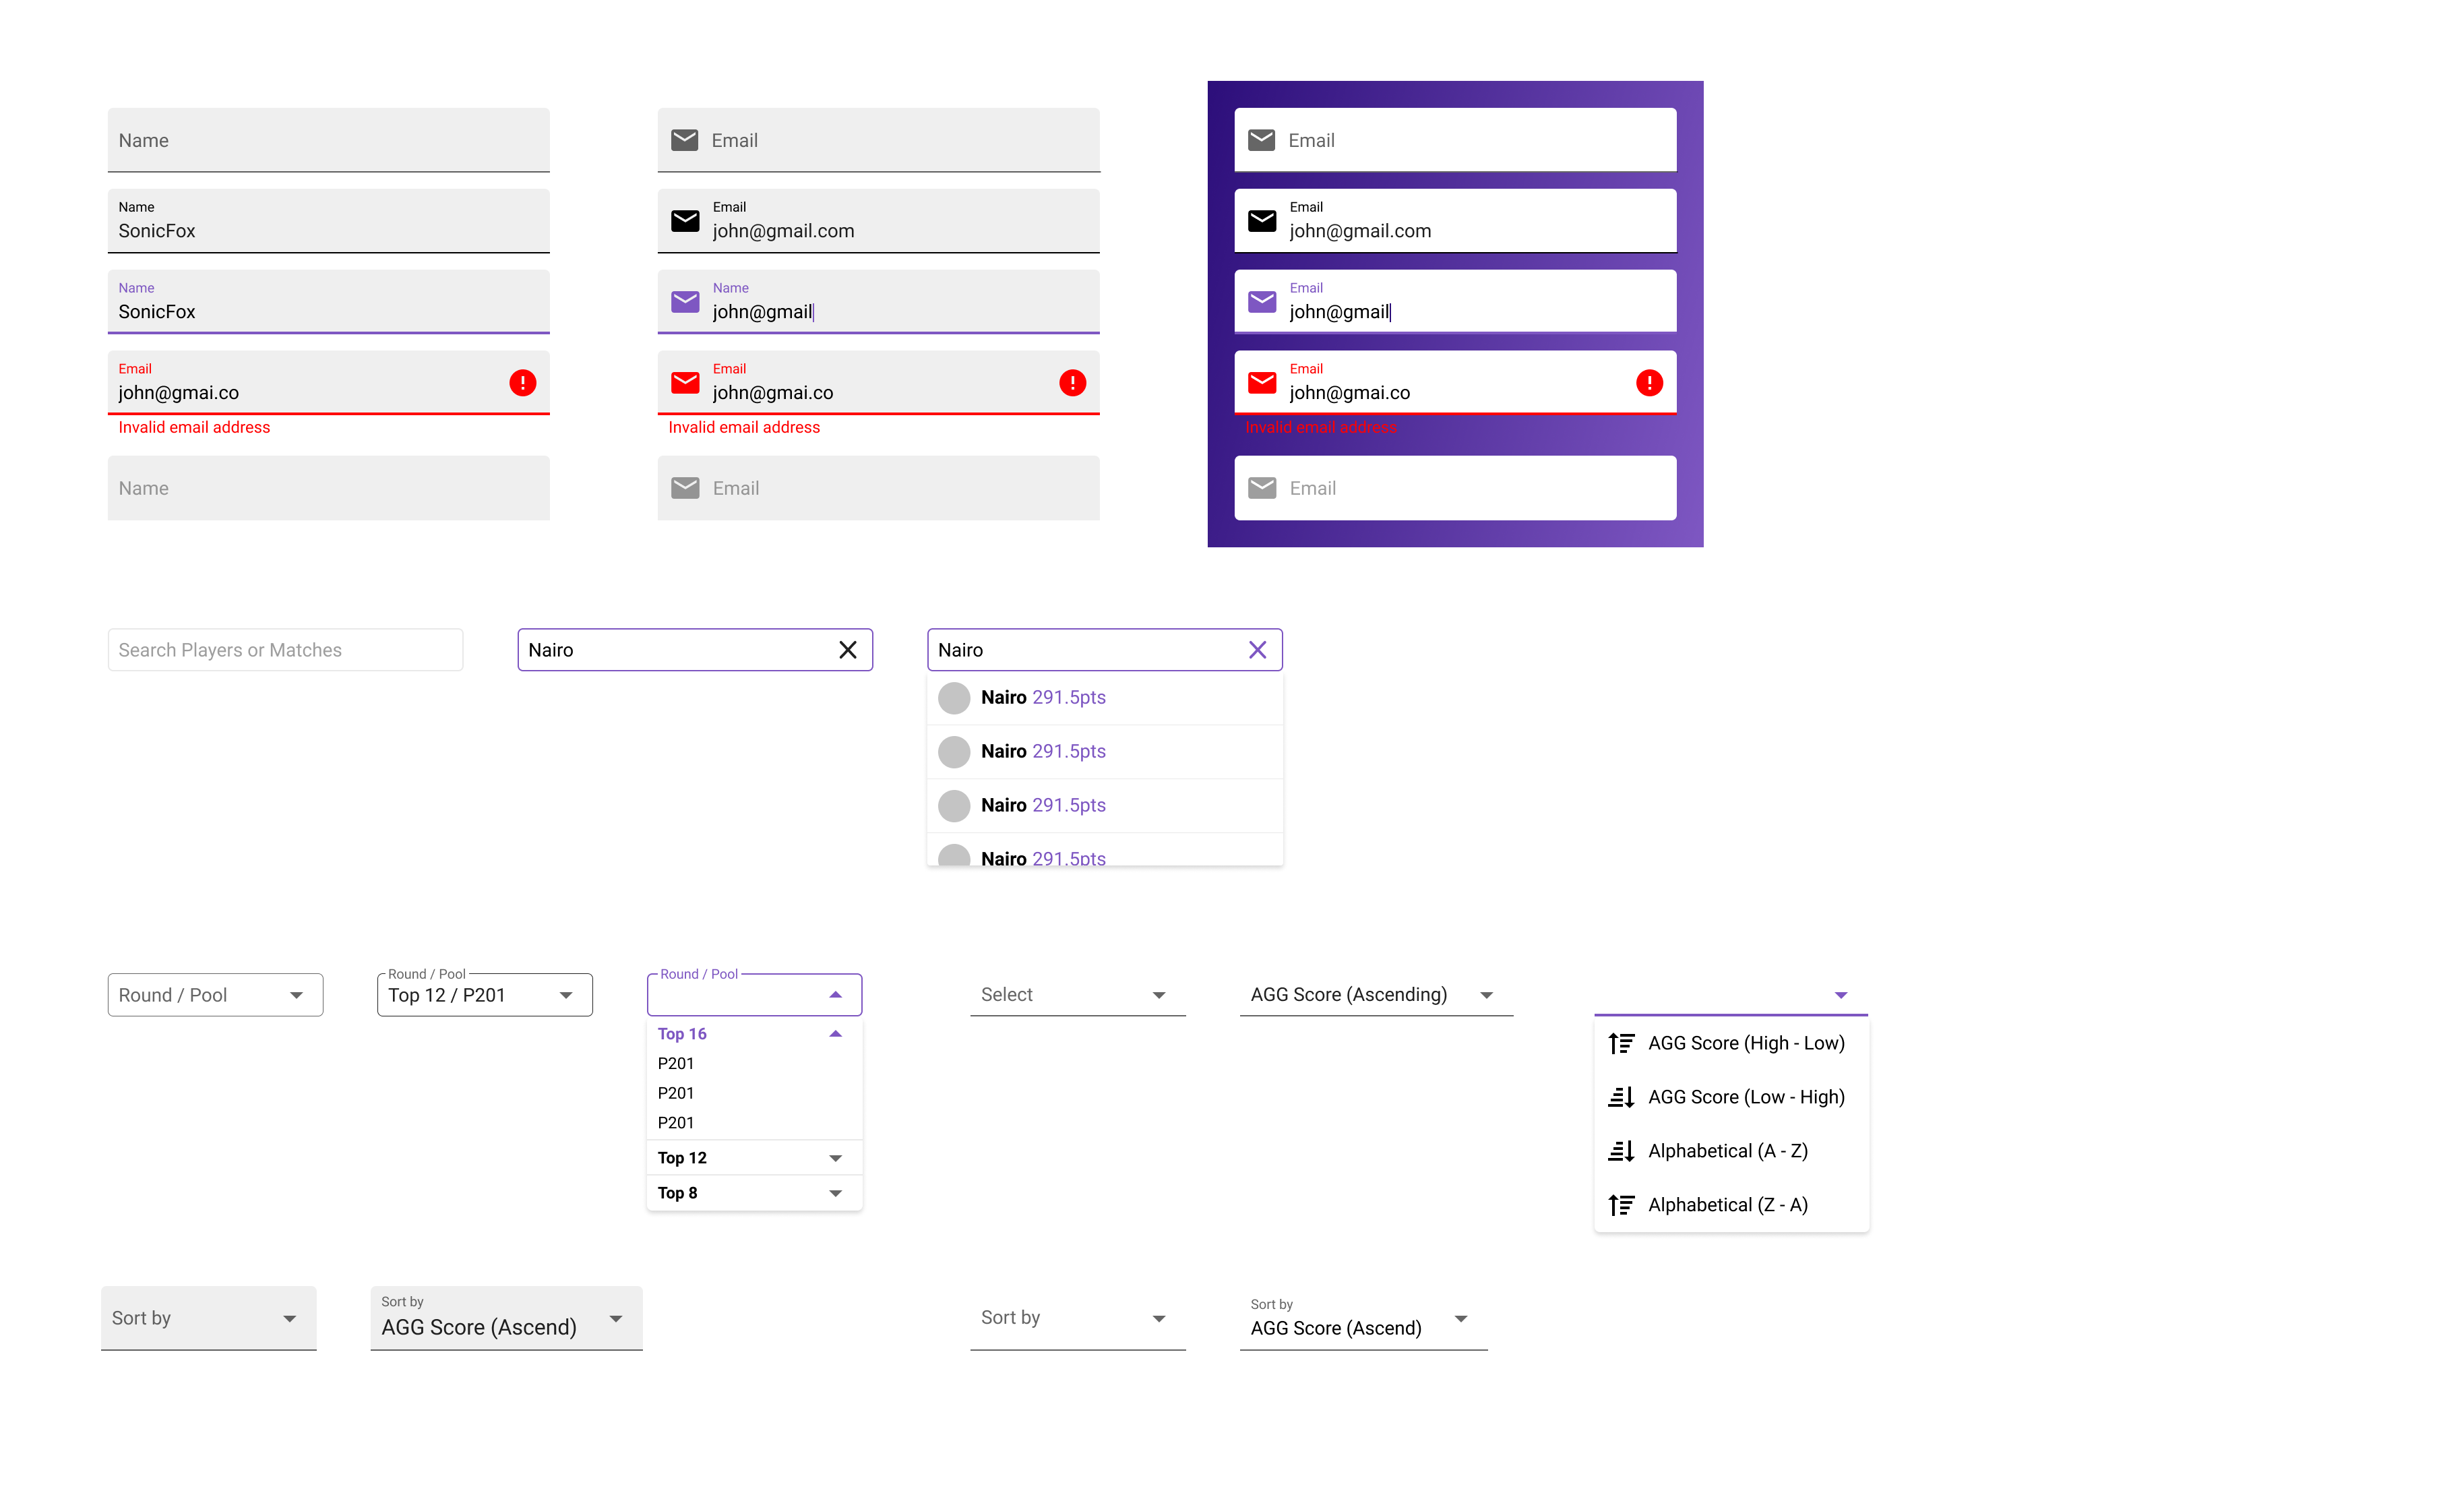 Name
Name
SonicFox
Name
SonicFox
Email
john@gmai.co
Invalid email address
Name
Email
Email
john@gmail.com
Name
john@gmail
Email
john@gmai.co
Invalid email address
Email
Email
Email
john@gmail.com
Email
john@gmail
Email
john@gmai.co
Invalid email address
Email
Search Players or Matches
Nairo
Nairo
Nairo 291.5pts
Nairo 291.5pts
Nairo 291.5pts
Nairo 291.5pts
Round / Pool
Round / Pool
Top 12 / P201
Round / Pool
Top 16
P201
P201
P201
Top 12
Top 8
Select
AGG Score (Ascending)
AGG Score (High - Low)
AGG Score (Low - High)
Alphabetical (A - Z)
Alphabetical (Z - A)
Sort by
Sort by
AGG Score (Ascend)
Sort by
Sort by
AGG Score (Ascend)